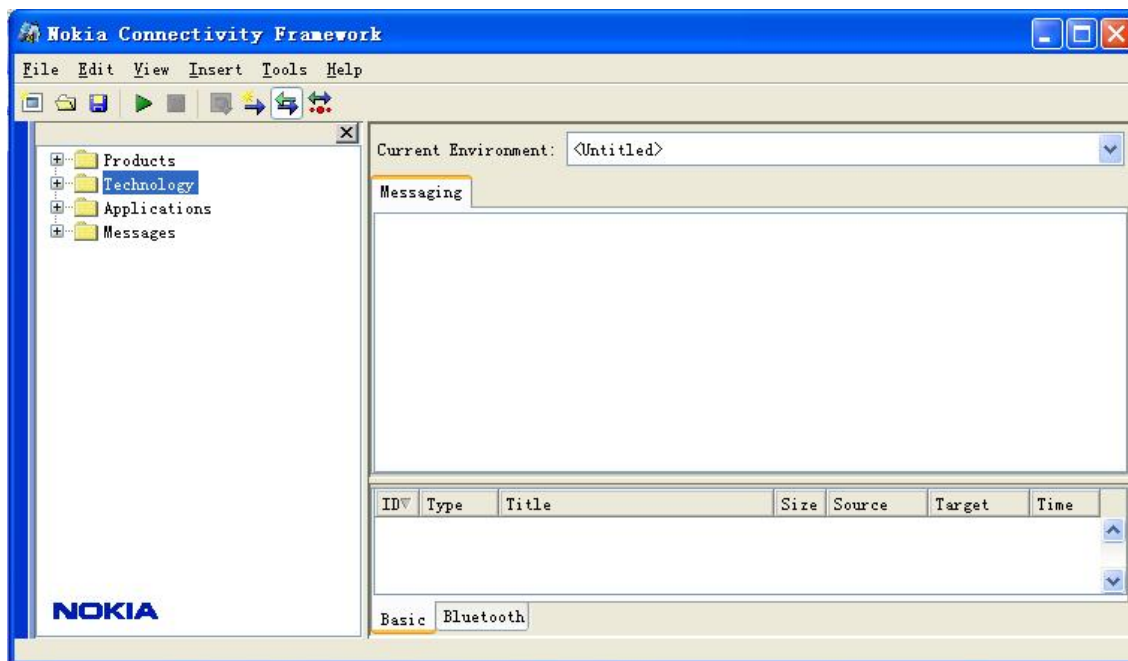 Nokia Connectivity Framework
File Edit View Insert Tools Help
Products
Technology
Applications
Messages
NOKIA
Current Environment: <Untitled>
Messaging
ID Type Title Size Source Target Time
Basic Bluetooth